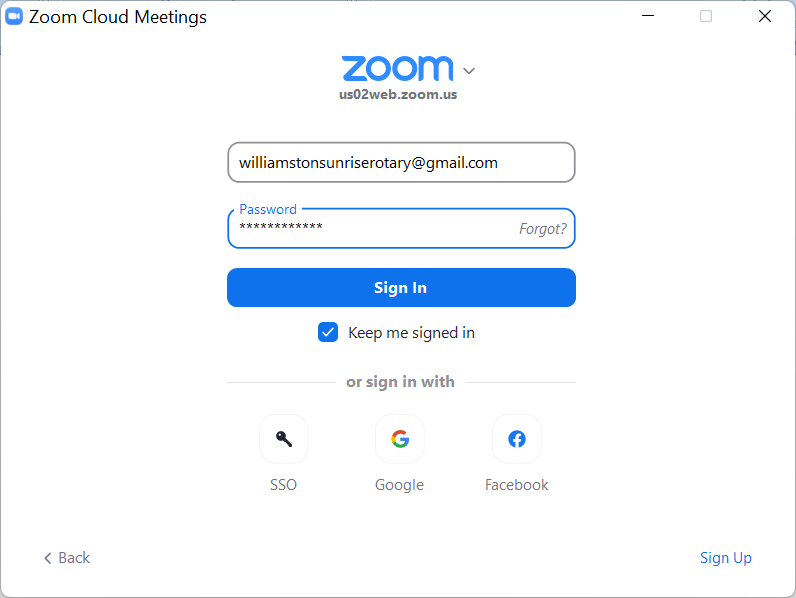 Zoom Cloud Meetings
zoom
us02web.zoom.us
williamstonsunriserotary@gmail.com
Password
************
Forgot?
Sign In
Keep me signed in
or sign in with
SSO
Google
Facebook
Back
Sign Up